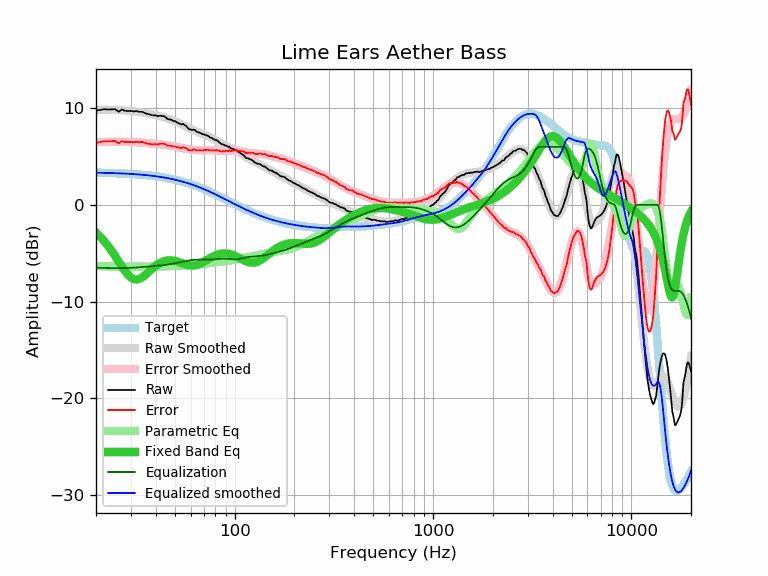 Lime Ears Aether Bass
Amplitude (dBr)
10
0
−10
−20
−30
Target
Raw Smoothed
Error Smoothed
Raw
Error
Parametric Eq
Fixed Band Eq
Equalization
Equalized smoothed
100
1000
10000
Frequency (Hz)